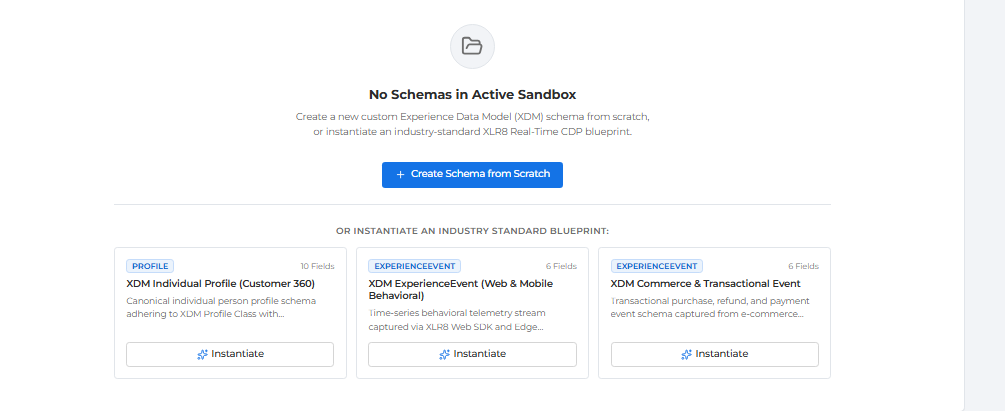 No Schemas in Active Sandbox
Create a new custom Experience Data Model (XDM) schema from scratch,
or instantiate an industry-standard XLR8 Real-Time CDP blueprint.
+ Create Schema from Scratch
OR INSTANTIATE AN INDUSTRY STANDARD BLUEPRINT:
PROFILE
10 Fields
XDM Individual Profile (Customer 360)
Canonical individual person profile schema
adhering to XDM Profile Class with...
Instantiate
EXPERIENCEEVENT
6 Fields
XDM ExperienceEvent (Web & Mobile
Behavioral)
Time-series behavioral telemetry stream
captured via XLR8 Web SDK and Edge...
Instantiate
EXPERIENCEEVENT
6 Fields
XDM Commerce & Transactional Event
Transactional purchase, refund, and payment
event schema captured from e-commerce...
Instantiate